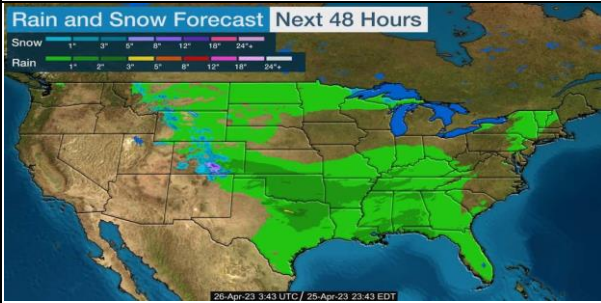 Rain and Snow Forecast Next 48 Hours
Snow
1" 3" 5" 8" 12" 18" 24"+
Rain
1" 2" 3" 5" 8" 12" 18" 24"+
26-Apr-23 3:43 UTC / 25-Apr-23 23:43 EDT